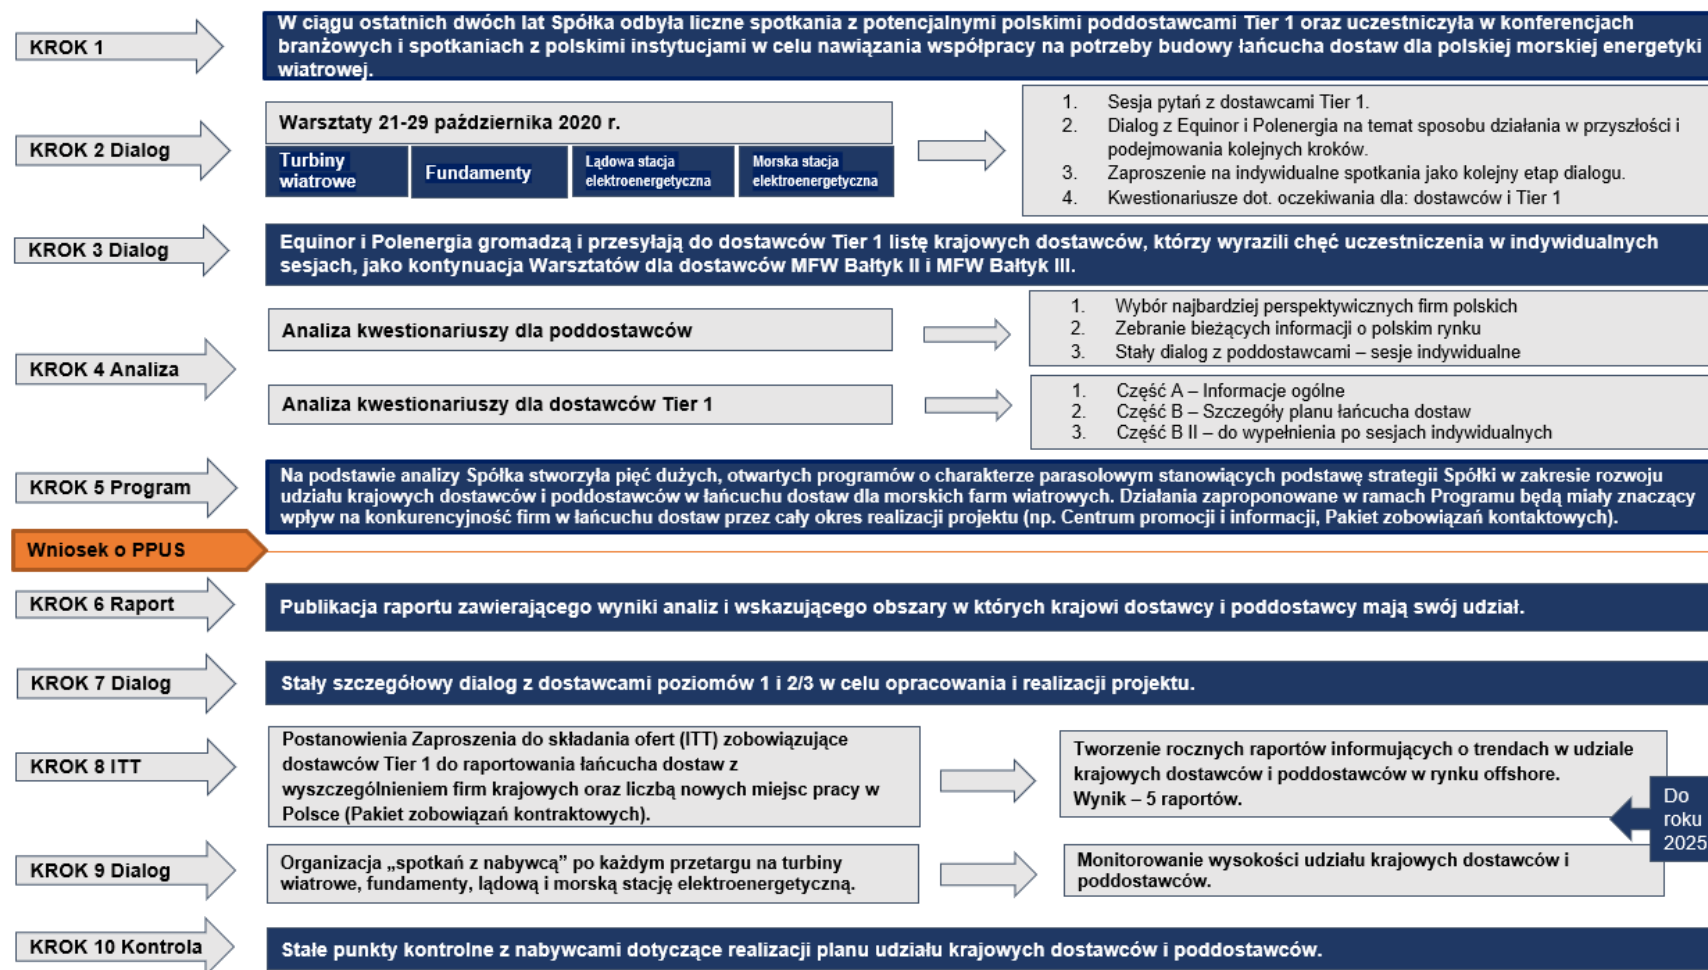 KROK 1
W ciągu ostatnich dwóch lat Spółka odbyła liczne spotkania z potencjalnymi polskimi poddostawcami Tier 1 oraz uczestniczyła w konferencjach
branżowych i spotkaniach z polskimi instytucjami w celu nawiązania współpracy na potrzeby budowy łańcucha dostaw dla polskiej morskiej energetyki
wiatrowej.
KROK 2 Dialog
Warsztaty 21-29 października 2020 r.
Turbiny
wiatrowe
Fundamenty
Lądowa stacja
elektroenergetyczna
Morska stacja
elektroenergetyczna
1. Sesja pytań z dostawcami Tier 1.
2. Dialog z Equinor i Polenergia na temat sposobu działania w przyszłości i
podejmowania kolejnych kroków.
3. Zaproszenie na indywidualne spotkania jako kolejny etap dialogu.
4. Kwestionariusze dot. oczekiwania dla: dostawców i Tier 1
KROK 3 Dialog
Equinor i Polenergia gromadzą i przesyłają do dostawców Tier 1 listę krajowych dostawców, którzy wyrazili chęć uczestniczenia w indywidualnych
sesjach, jako kontynuacja Warsztatów dla dostawców MFW Bałtyk II i MFW Bałtyk III.
KROK 4 Analiza
Analiza kwestionariuszy dla poddostawców
1. Wybór najbardziej perspektywicznych firm polskich
2. Zebranie bieżących informacji o polskim rynku
3. Stały dialog z poddostawcami – sesje indywidualne
Analiza kwestionariuszy dla dostawców Tier 1
1. Część A – Informacje ogólne
2. Część B – Szczegóły planu łańcucha dostaw
3. Część B II – do wypełnienia po sesjach indywidualnych
KROK 5 Program
Na podstawie analizy Spółka stworzyła pięć dużych, otwartych programów o charakterze parasolowym stanowiących podstawę strategii Spółki w zakresie rozwoju
udziału krajowych dostawców i poddostawców w łańcuchu dostaw dla morskich farm wiatrowych. Działania zaproponowane w ramach Programu będą miały znaczący
wpływ na konkurencyjność firm w łańcuchu dostaw przez cały okres realizacji projektu (np. Centrum promocji i informacji, Pakiet zobowiązań kontaktowych).
Wniosek o PPUS
KROK 6 Raport
Publikacja raportu zawierającego wyniki analiz i wskazującego obszary w których krajowi dostawcy i poddostawcy mają swój udział.
KROK 7 Dialog
Stały szczegółowy dialog z dostawcami poziomów 1 i 2/3 w celu opracowania i realizacji projektu.
KROK 8 ITT
Postanowienia Zaproszenia do składania ofert (ITT) zobowiązujące
dostawców Tier 1 do raportowania łańcucha dostaw z
wyszczególnieniem firm krajowych oraz liczbą nowych miejsc pracy w
Polsce (Pakiet zobowiązań kontraktowych).
Tworzenie rocznych raportów informujących o trendach w udziale
krajowych dostawców i poddostawców w rynku offshore.
Wynik – 5 raportów.
Do
roku
2025
KROK 9 Dialog
Organizacja „spotkań z nabywcą” po każdym przetargu na turbiny
wiatrowe, fundamenty, lądową i morską stację elektroenergetyczną.
Monitorowanie wysokości udziału krajowych dostawców i
poddostawców.
KROK 10 Kontrola
Stałe punkty kontrolne z nabywcami dotyczące realizacji planu udziału krajowych dostawców i poddostawców.